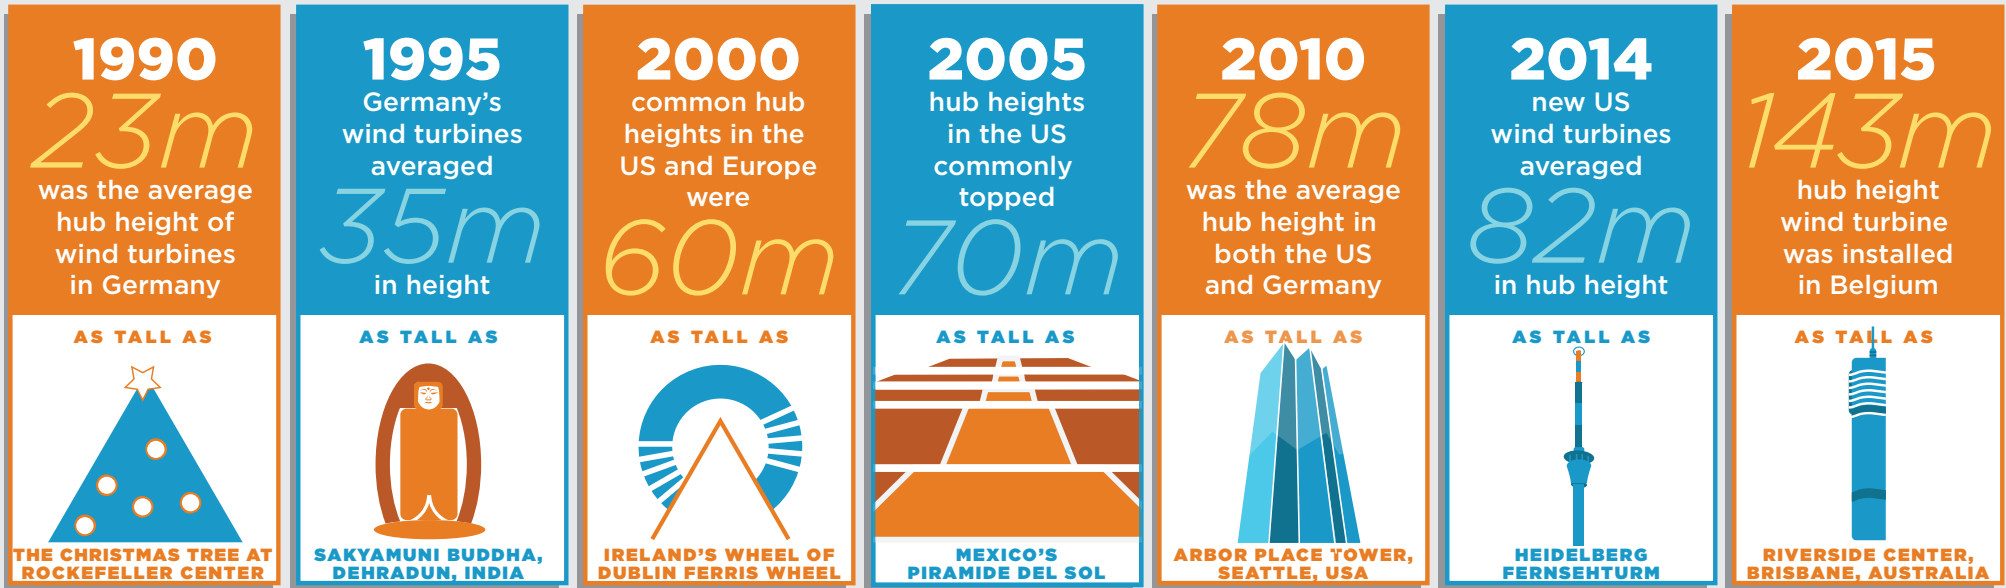 1990
23m
was the average
hub height of
wind turbines
in Germany
AS TALL AS
THE CHRISTMAS TREE AT
ROCKEFELLER CENTER
1995
Germany's
wind turbines
averaged
35m
in height
AS TALL AS
SAKYAMUNI BUDDHA,
DEHRADUN, INDIA
2000
common hub
heights in the
US and Europe
were
60m
AS TALL AS
IRELAND'S WHEEL OF
DUBLIN FERRIS WHEEL
2005
hub heights
in the US
commonly
topped
70m
AS TALL AS
MEXICO'S
PIRAMIDE DEL SOL
2010
78m
was the average
hub height in
both the US
and Germany
AS TALL AS
ARBOR PLACE TOWER,
SEATTLE, USA
2014
new US
wind turbines
averaged
82m
in hub height
AS TALL AS
HEIDELBERG
FERNSEHTURM
2015
143m
hub height
wind turbine
was installed
in Belgium
AS TALL AS
RIVERSIDE CENTER,
BRISBANE, AUSTRALIA